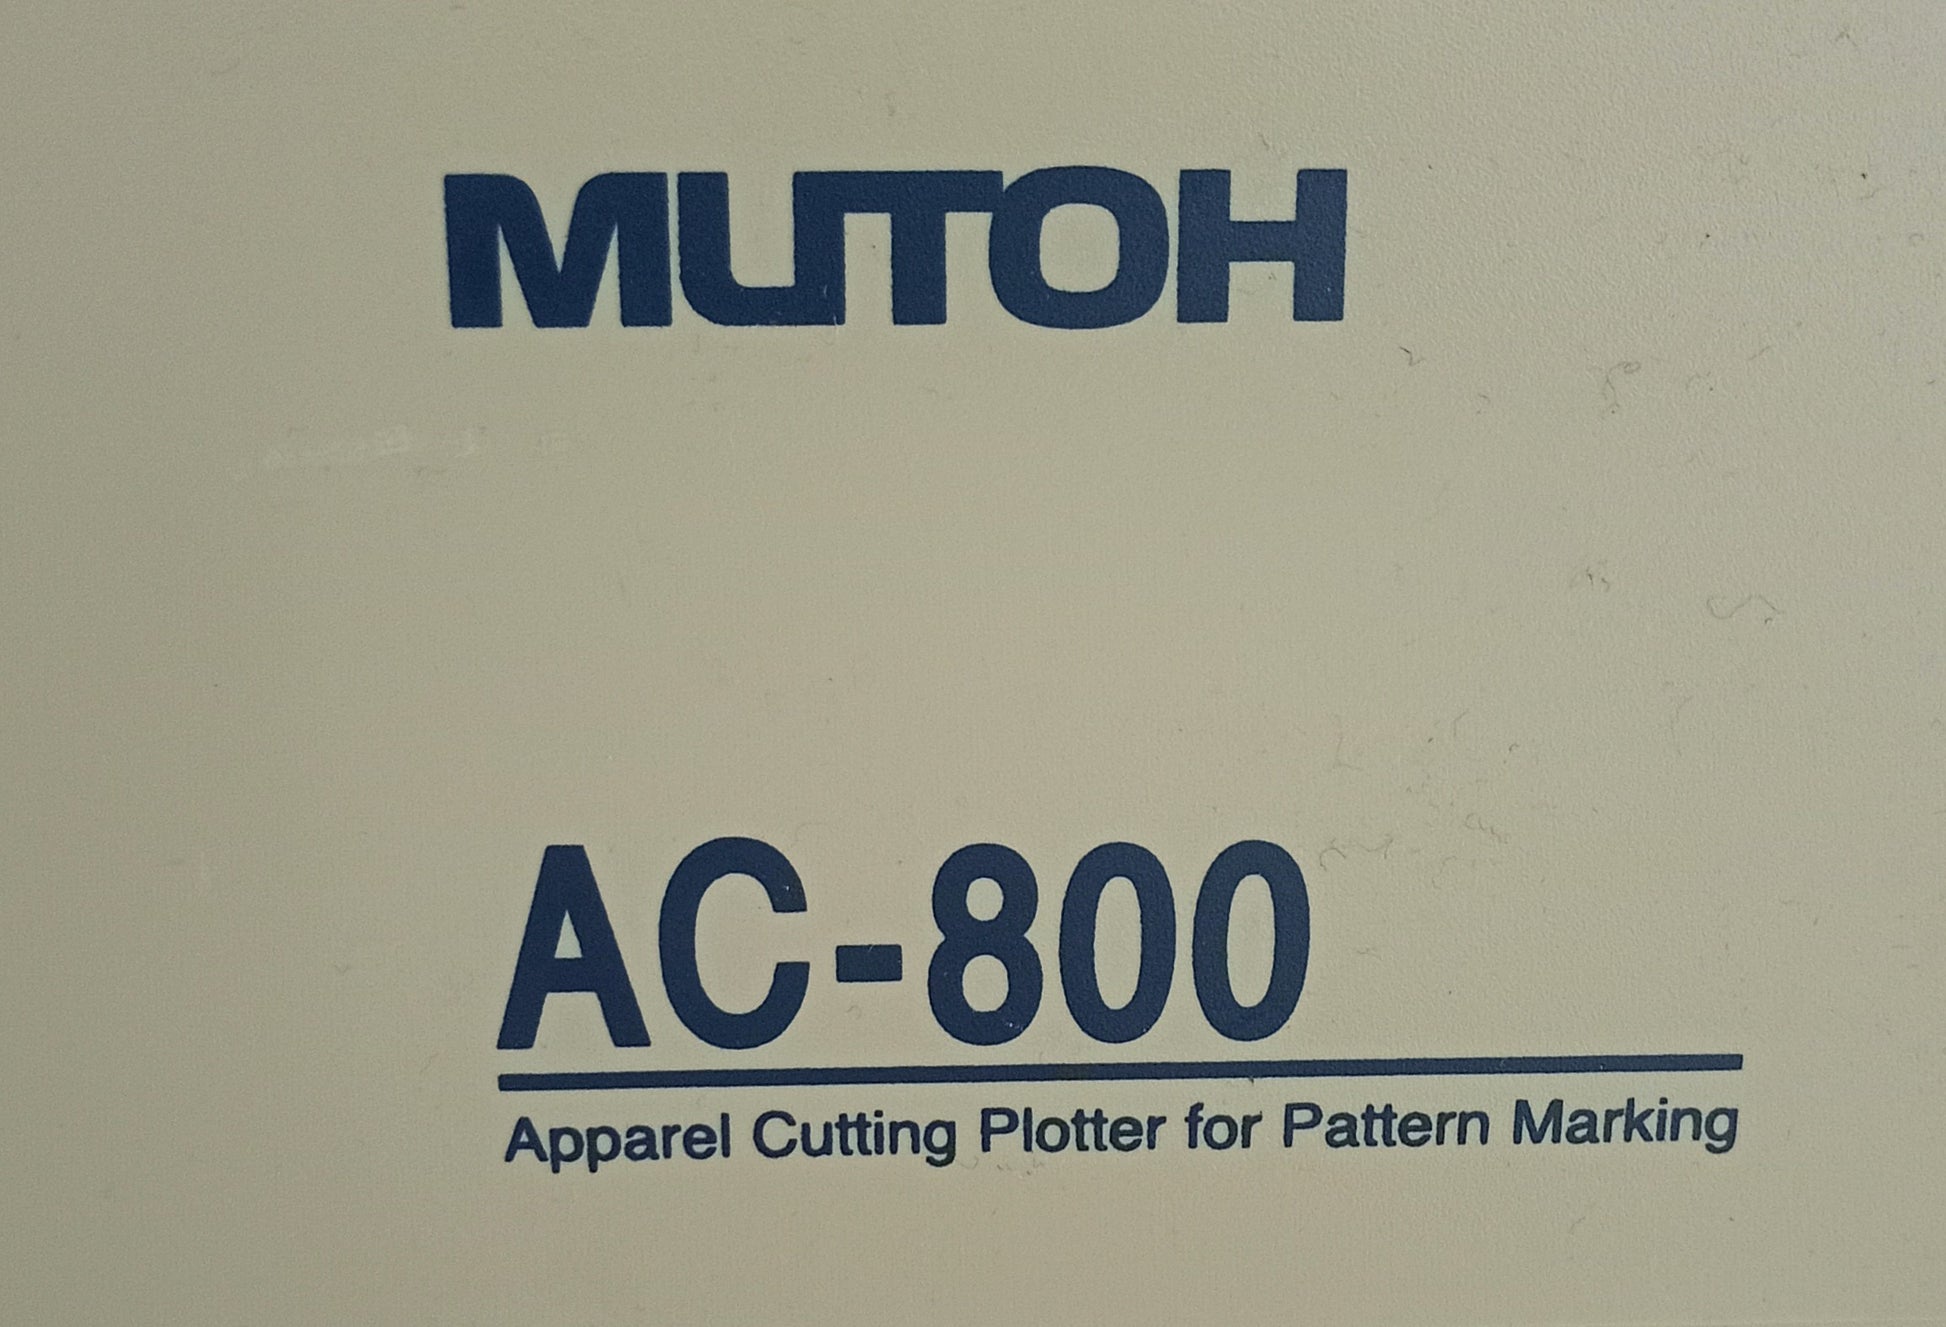 MUTOH
AC-800
Apparel Cutting Plotter for Pattern Marking